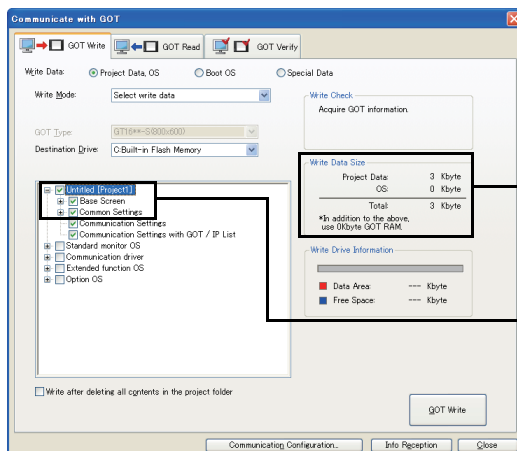 Communicate with GOT
GOT Write GOT Read GOT Verify
Write Data: Project Data, OS Boot OS Special Data
Write Mode: Select write data
GOT Type: GT16**-S(800x600)
Destination Drive: C:Built-in Flash Memory
Untitled [Project1]
Base Screen
Common Settings
Communication Settings
Communication Settings with GOT / IP List
Standard monitor OS
Communication driver
Extended function OS
Option OS
Write after deleting all contents in the project folder
Write Check
Acquire GOT information.
Write Data Size
Project Data: 3 Kbyte
OS: 0 Kbyte
Total: 3 Kbyte
*In addition to the above,
use 0Kbyte GOT RAM.
Write Drive Information
Data Area: --- Kbyte
Free Space: --- Kbyte
GOT Write
Communication Configuration... Info Reception Close